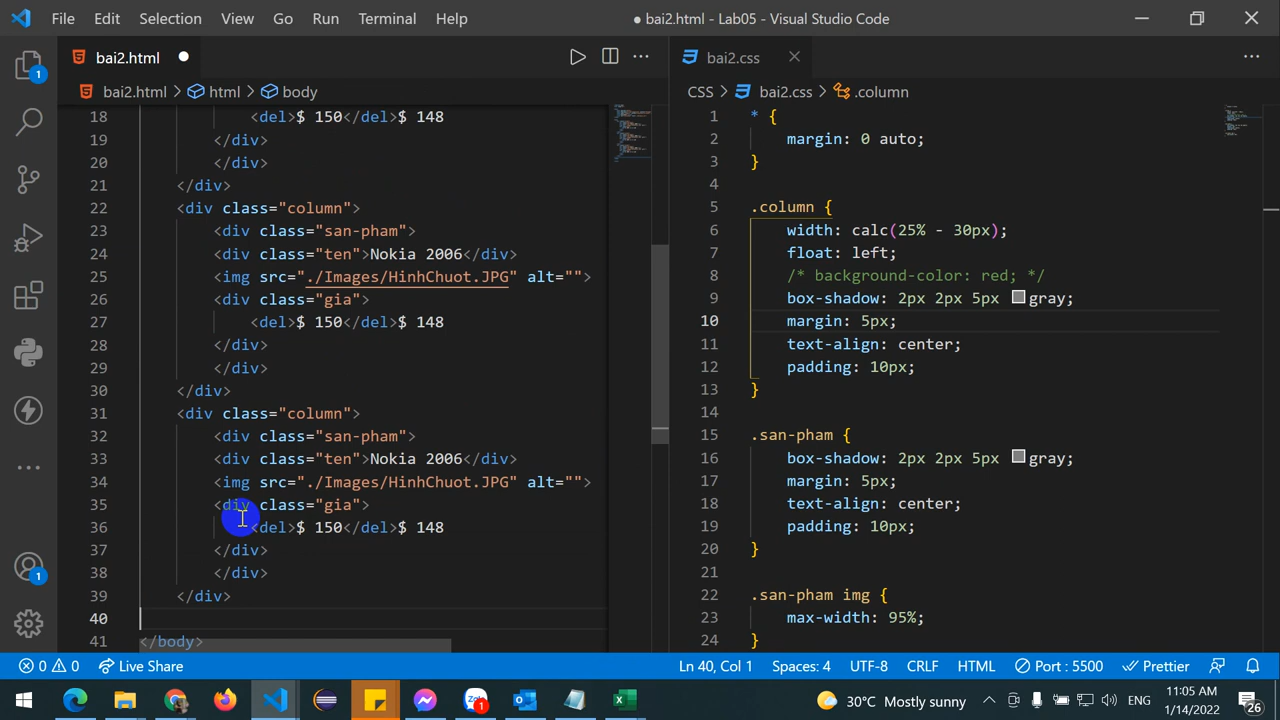 File Edit Selection View Go Run Terminal Help ● bai2.html - Lab05 - Visual Studio Code
bai2.html
bai2.html > html > body
18 <del>$ 150</del>$ 148
19 </div>
20 </div>
21 </div>
22 <div class="column">
23 <div class="san-pham">
24 <div class="ten">Nokia 2006</div>
25 <img src="./Images/HinhChuot.JPG" alt="">
26 <div class="gia">
27 <del>$ 150</del>$ 148
28 </div>
29 </div>
30 </div>
31 <div class="column">
32 <div class="san-pham">
33 <div class="ten">Nokia 2006</div>
34 <img src="./Images/HinhChuot.JPG" alt="">
35 <div class="gia">
36 <del>$ 150</del>$ 148
37 </div>
38 </div>
39 </div>
40
41 </body>
bai2.css
CSS > bai2.css > .column
1 * {
2 margin: 0 auto;
3 }
4
5 .column {
6 width: calc(25% - 30px);
7 float: left;
8 /* background-color: red; */
9 box-shadow: 2px 2px 5px gray;
10 margin: 5px;
11 text-align: center;
12 padding: 10px;
13 }
14
15 .san-pham {
16 box-shadow: 2px 2px 5px gray;
17 margin: 5px;
18 text-align: center;
19 padding: 10px;
20 }
21
22 .san-pham img {
23 max-width: 95%;
24 }
1
1
0 0 Live Share Ln 40, Col 1 Spaces: 4 UTF-8 CRLF HTML Port : 5500 Prettier
1 30°C Mostly sunny ENG 11:05 AM
1/14/2022 26